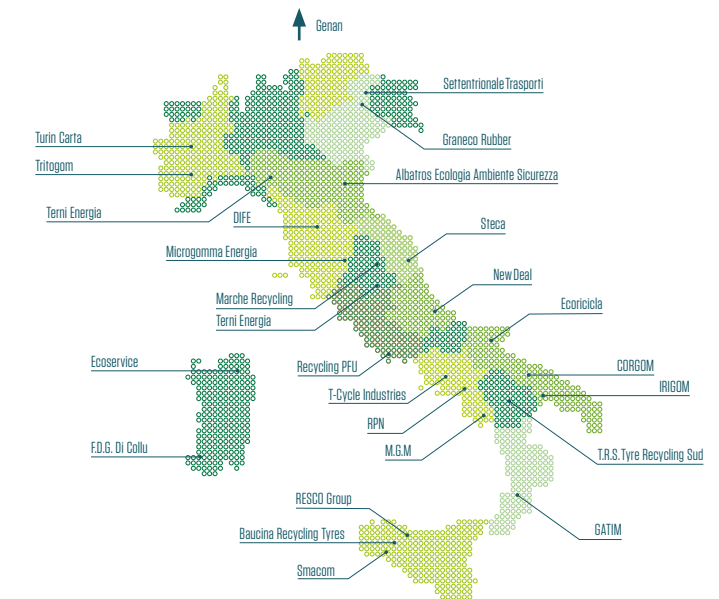 Genan
Settentrionale Trasporti
Turin Carta
Graneco Rubber
Tritogom
Albatros Ecologia Ambiente Sicurezza
Terni Energia
DIFE
Steca
Microgomma Energia
New Deal
Marche Recycling
Ecoricicla
Terni Energia
Ecoservice
Recycling PFU
CORGOM
IRIGOM
T-Cycle Industries
RPN
F.D.G. Di Collu
M.G.M
T.R.S. Tyre Recycling Sud
RESCO Group
GATIM
Baucina Recycling Tyres
Smacom